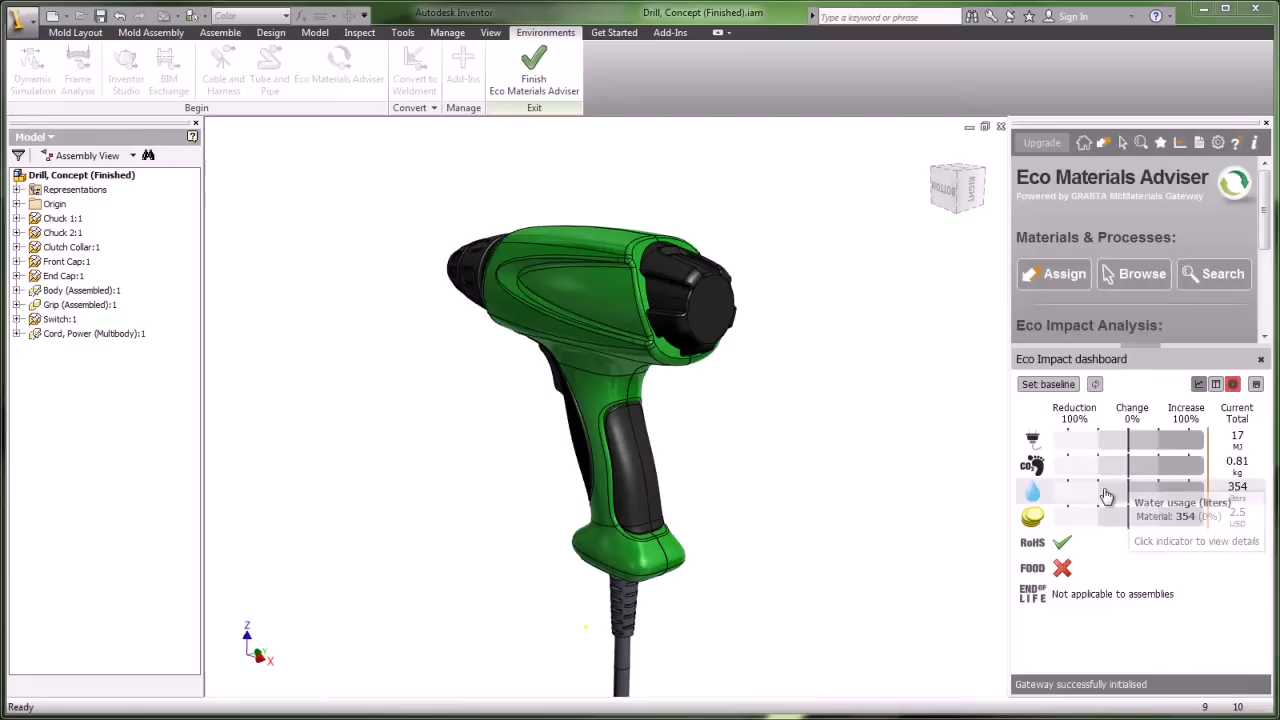 Color
Autodesk Inventor
Drill, Concept (Finished).iam
Type a keyword or phrase
Sign In
Mold Layout
Mold Assembly
Assemble
Design
Model
Inspect
Tools
Manage
View
Environments
Get Started
Add-Ins
Dynamic
Simulation
Frame
Analysis
Inventor
Studio
BIM
Exchange
Cable and
Harness
Tube and
Pipe
Eco Materials Adviser
Convert to
Weldment
Add-Ins
Finish
Eco Materials Adviser
Begin
Convert
Manage
Exit
Model
Assembly View
Drill, Concept (Finished)
Representations
Origin
Chuck 1:1
Chuck 2:1
Clutch Collar:1
Front Cap:1
End Cap:1
Body (Assembled):1
Grip (Assembled):1
Switch:1
Cord, Power (Multibody):1
BOTTOM
RIGHT
Z
X
Upgrade
Eco Materials Adviser
Powered by GRANTA MI:Materials Gateway
Materials & Processes:
Assign
Browse
Search
Eco Impact Analysis:
Eco Impact dashboard
Set baseline
Reduction
100%
Change
0%
Increase
100%
Current
Total
17
MJ
CO2
0.81
kg
354
Water usage (liters)
Material: 354 (0%)
2.5
USD
Click indicator to view details
RoHS
FOOD
END OF
LIFE
Not applicable to assemblies
Gateway successfully initialised
Ready
9
10